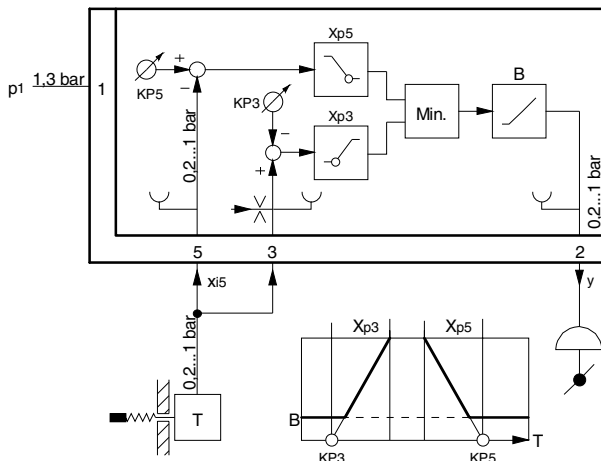 Xp5
p1 1,3 bar
1
+
−
KP5
KP3
−
+
Xp3
Min.
B
0,2...1 bar
0,2...1 bar
5
3
2
xi5
y
0,2...1 bar
T
Xp3
Xp5
B
T
KP3
KP5